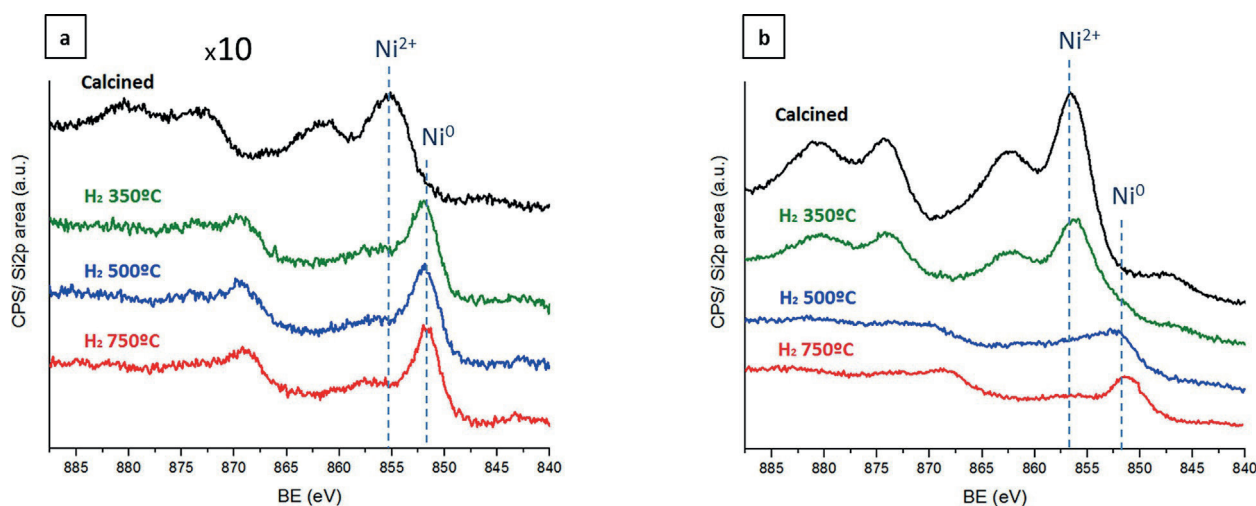 a
x10
Ni²⁺
Calcined
Ni⁰
H₂ 350ºC
H₂ 500ºC
H₂ 750ºC
CPS/ Si2p area (a.u.)
885 880 875 870 865 860 855 850 845 840
BE (eV)
b
Ni²⁺
Calcined
Ni⁰
H₂ 350ºC
H₂ 500ºC
H₂ 750ºC
CPS/ Si2p area (a.u.)
885 880 875 870 865 860 855 850 845 840
BE (eV)